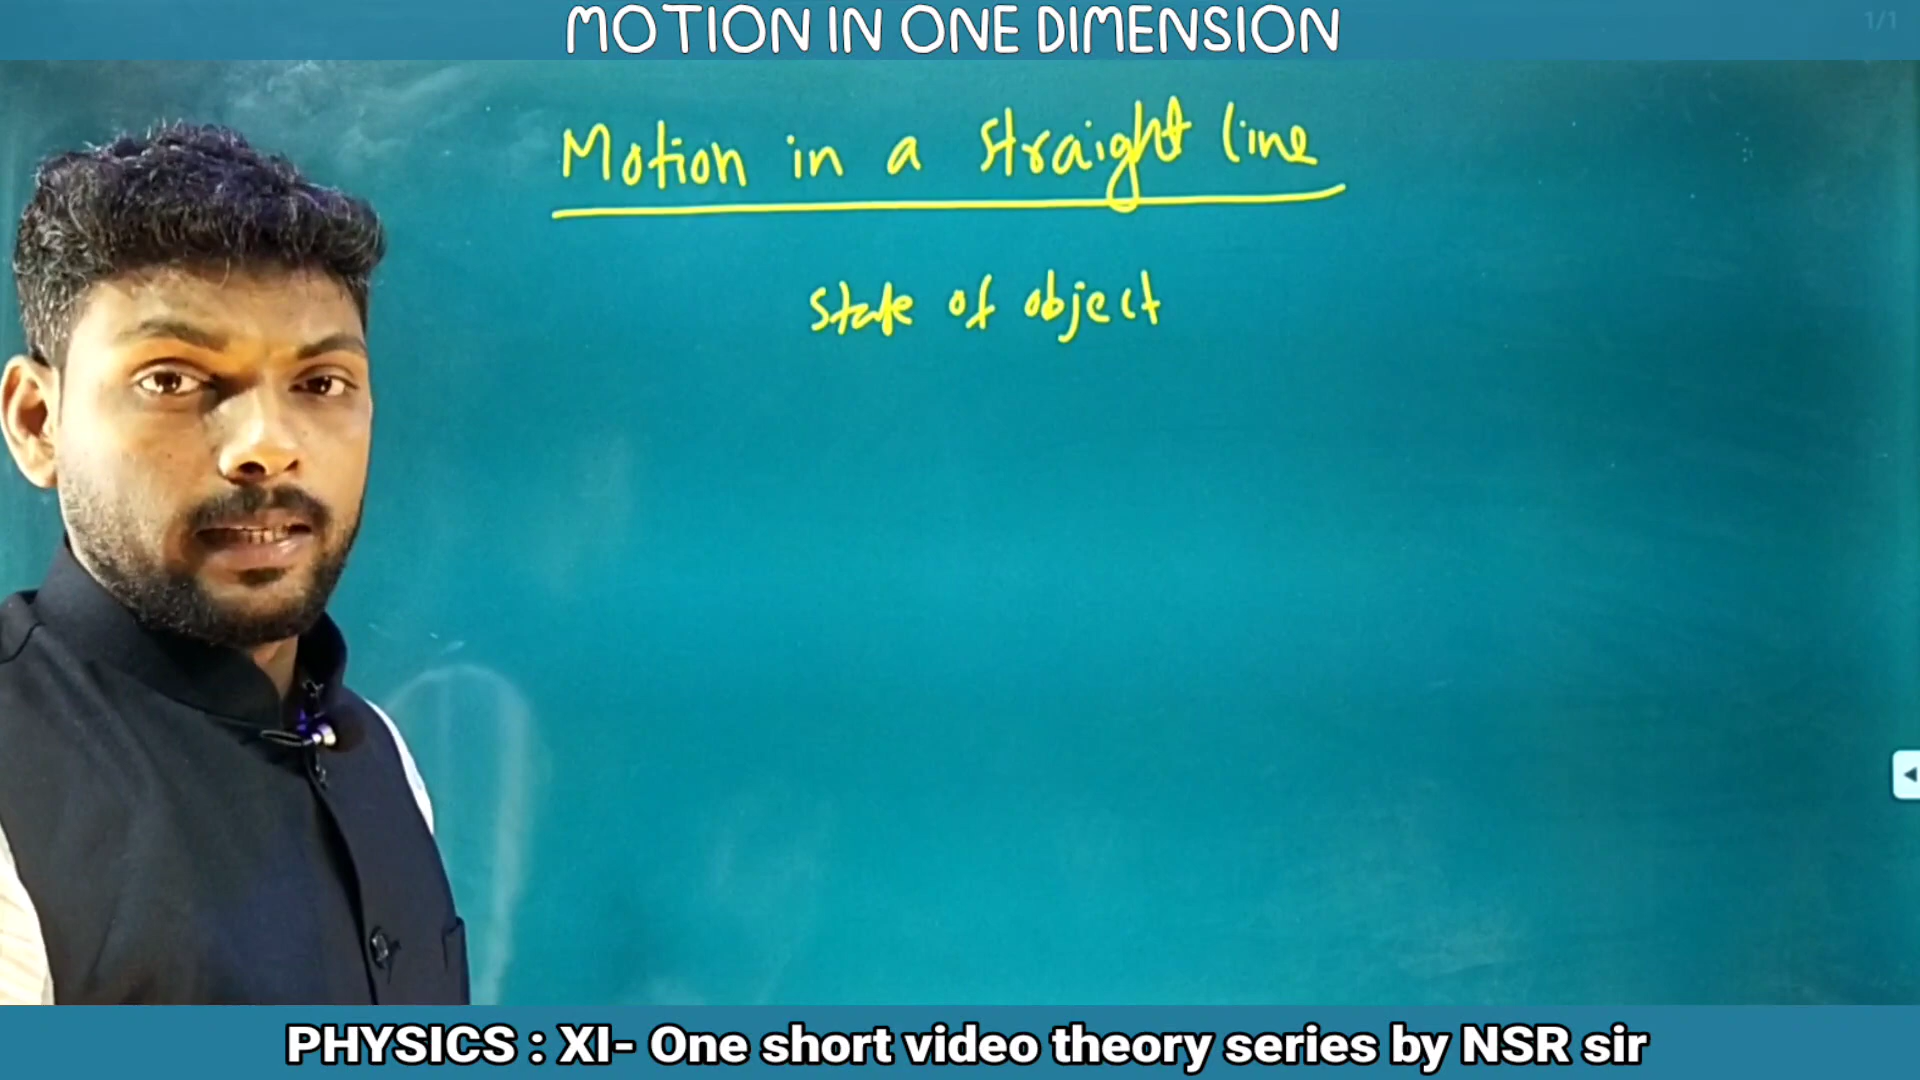 MOTION IN ONE DIMENSION
1/1
Motion in a straight line
State of object
PHYSICS : XI- One short video theory series by NSR sir